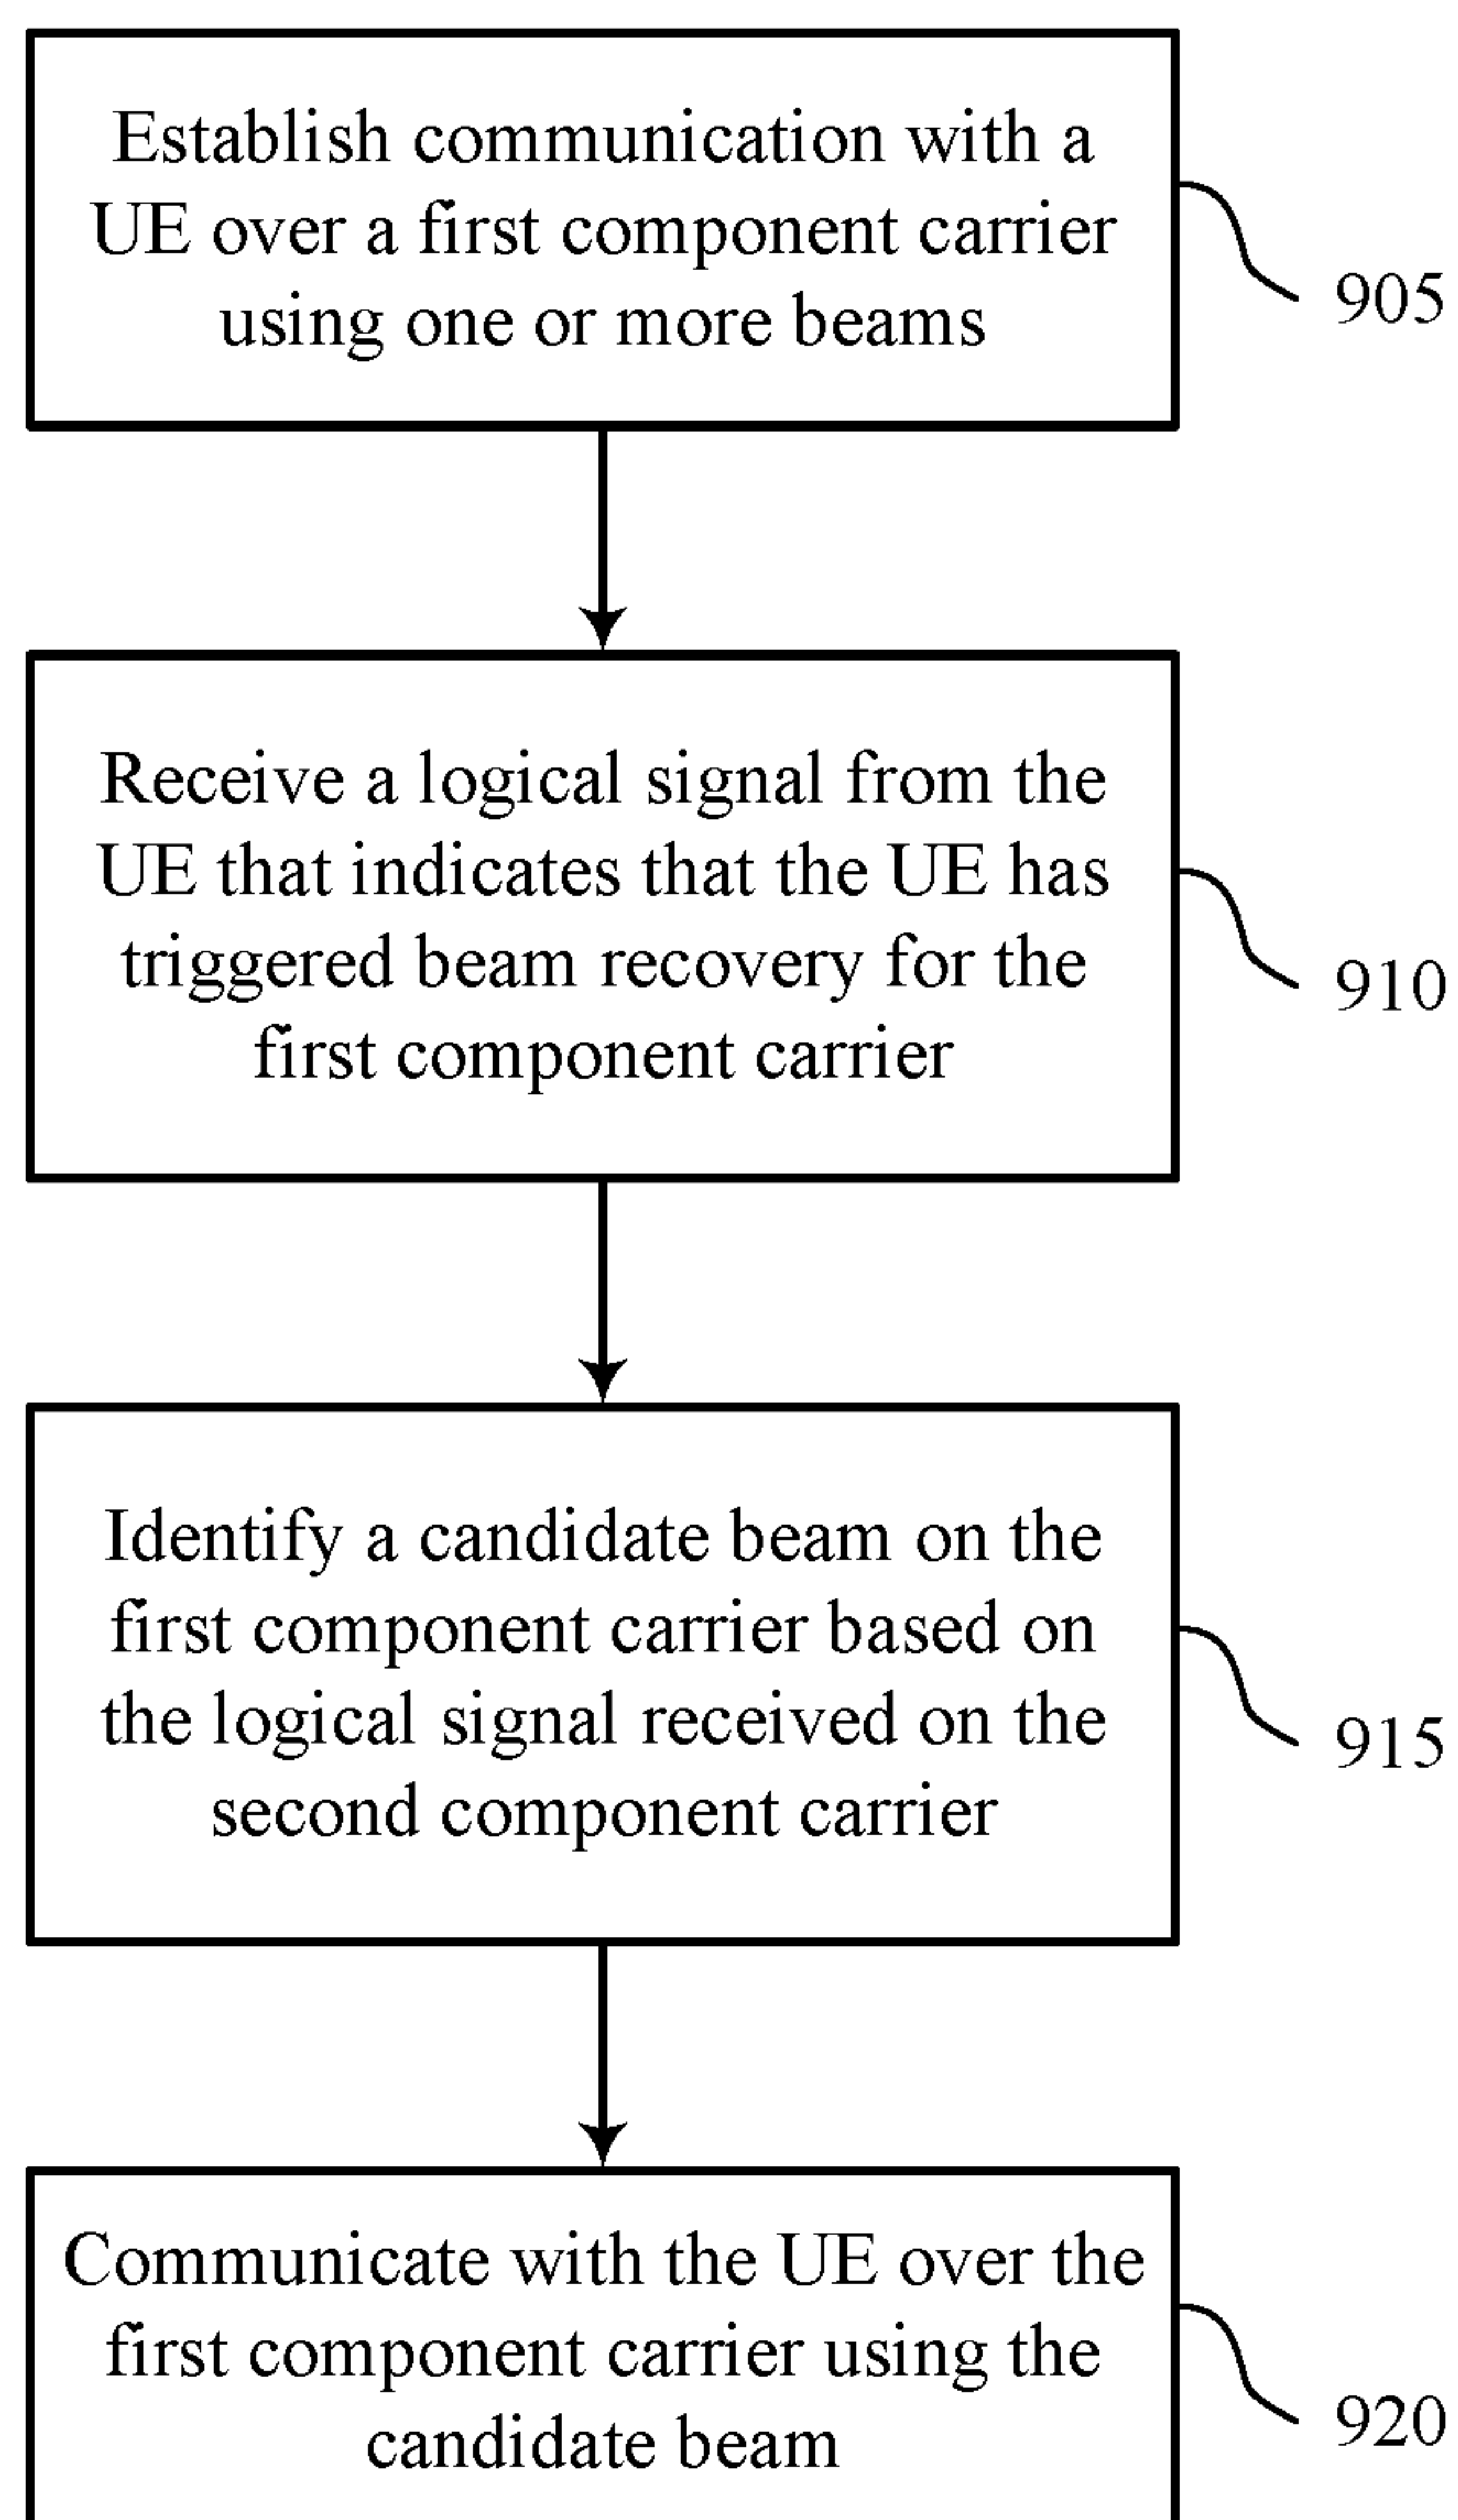 Establish communication with a
UE over a first component carrier
using one or more beams
905
Receive a logical signal from the
UE that indicates that the UE has
triggered beam recovery for the
first component carrier
910
Identify a candidate beam on the
first component carrier based on
the logical signal received on the
second component carrier
915
Communicate with the UE over the
first component carrier using the
candidate beam
920